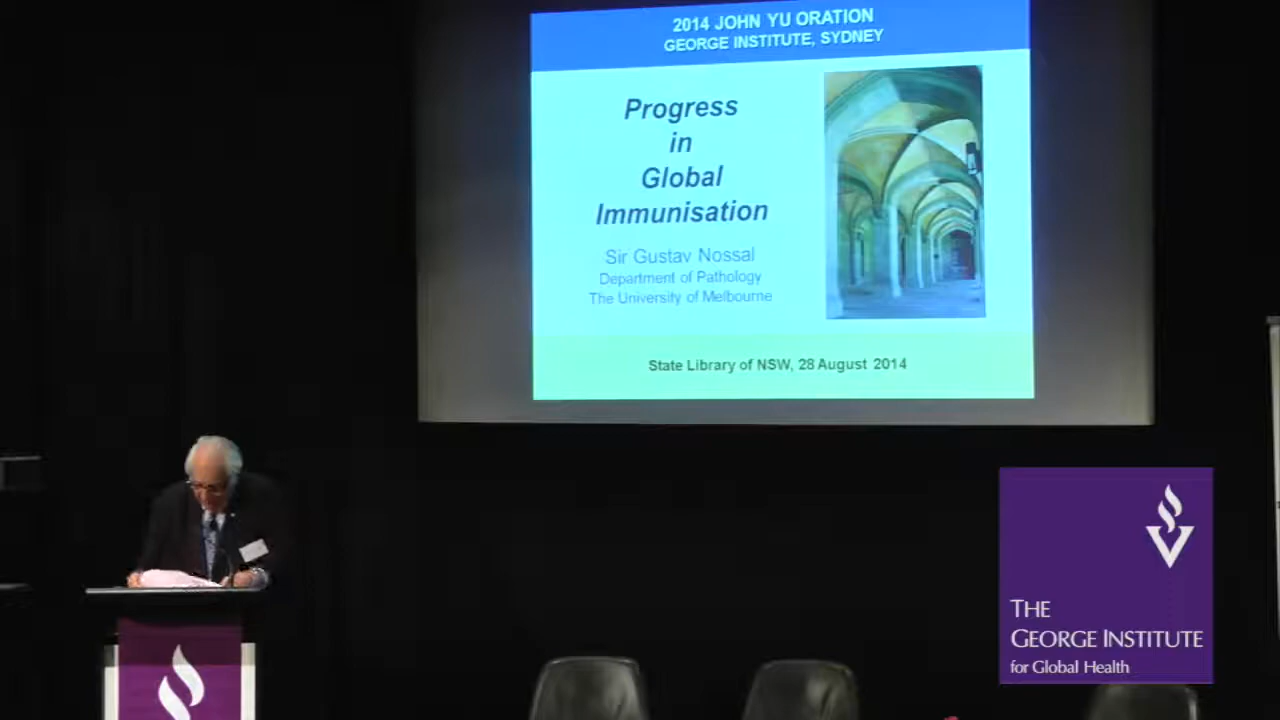 2014 JOHN YU ORATION
GEORGE INSTITUTE, SYDNEY
Progress
in
Global
Immunisation
Sir Gustav Nossal
Department of Pathology
The University of Melbourne
State Library of NSW, 28 August 2014
THE
GEORGE INSTITUTE
for Global Health